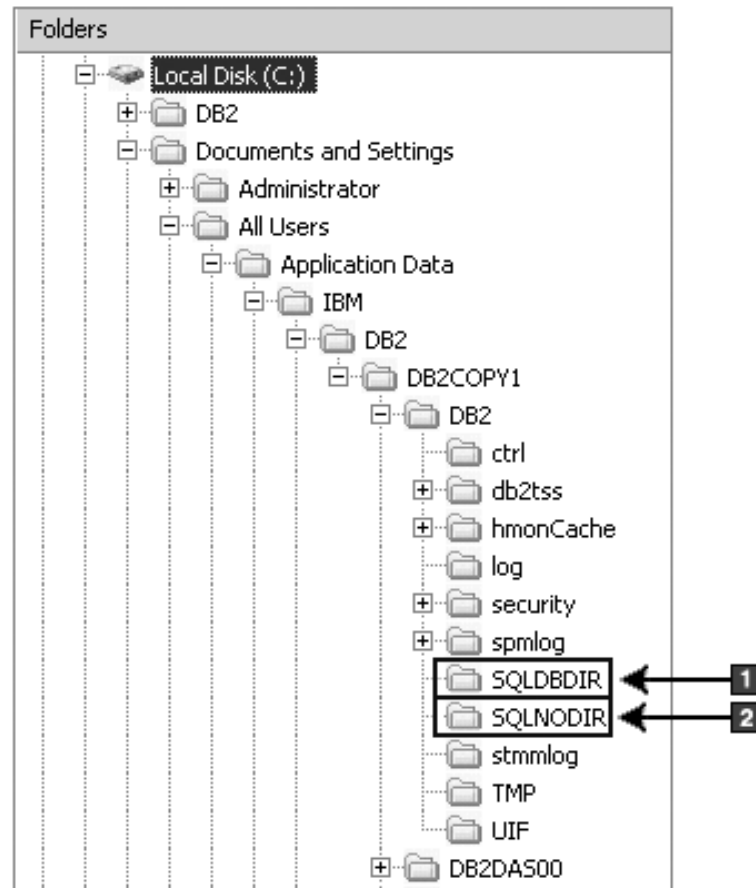 Folders
Local Disk (C:)
DB2
Documents and Settings
Administrator
All Users
Application Data
IBM
DB2
DB2COPY1
DB2
ctrl
db2tss
hmonCache
log
security
spmlog
SQLDBDIR 1
SQLNODIR 2
stmmlog
TMP
UIF
DB2DAS00